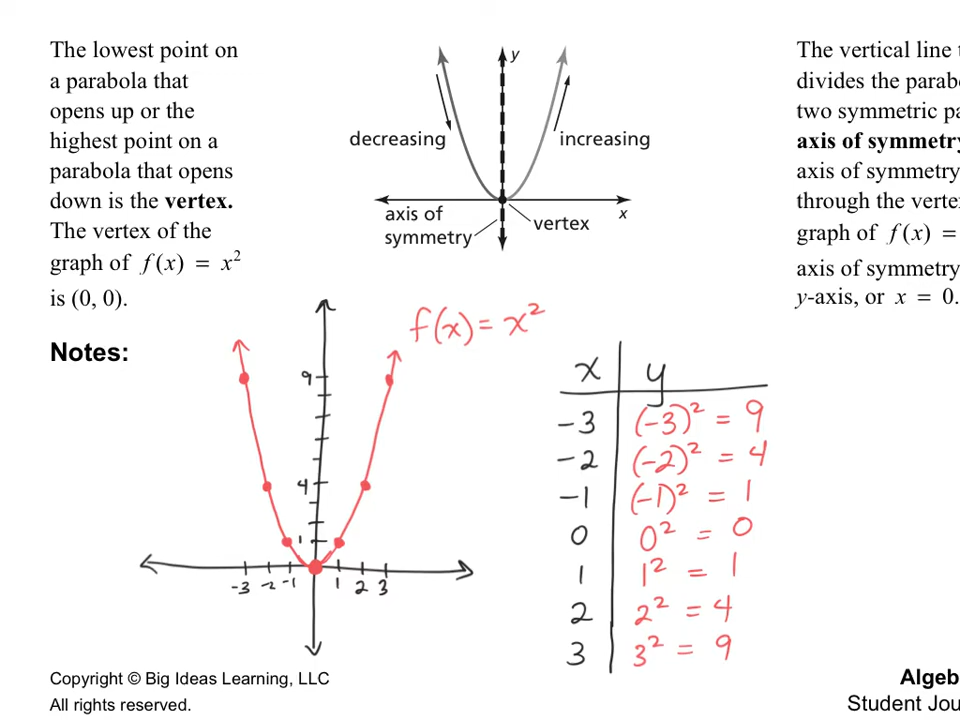 The lowest point on
a parabola that
opens up or the
highest point on a
parabola that opens
down is the vertex.
The vertex of the
graph of f(x) = x²
is (0, 0).
y
decreasing
increasing
axis of
symmetry
vertex
x
The vertical line
divides the parab
two symmetric pa
axis of symmetry
axis of symmetry
through the verte
graph of f(x) =
axis of symmetry
y-axis, or x = 0.
Notes:
f(x) = x²
9
4
1
-3 -2 -1 1 2 3
x y
-3 (-3)² = 9
-2 (-2)² = 4
-1 (-1)² = 1
0 0² = 0
1 1² = 1
2 2² = 4
3 3² = 9
Copyright © Big Ideas Learning, LLC
All rights reserved.
Algeb
Student Jou